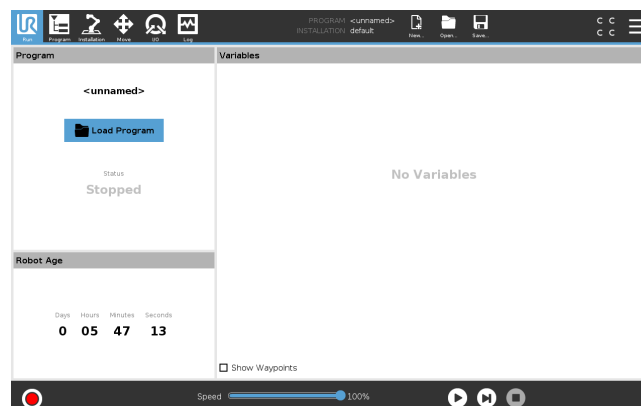 UR
Run
Program
Installation
Move
I/O
Log
PROGRAM <unnamed>
INSTALLATION default
New...
Open...
Save...
C C
C C
Program
<unnamed>
Load Program
Status
Stopped
Variables
No Variables
Robot Age
Days Hours Minutes Seconds
0 05 47 13
Show Waypoints
Speed 100%